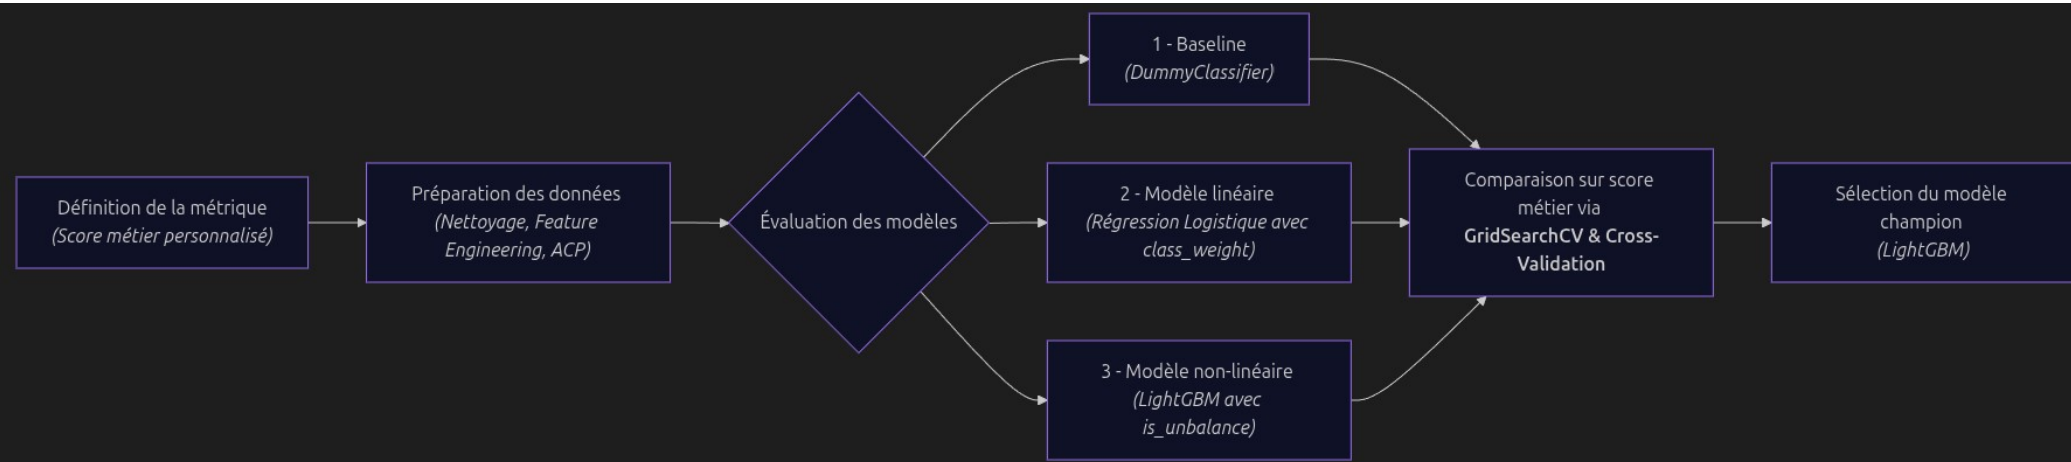 Définition de la métrique
(Score métier personnalisé)
Préparation des données
(Nettoyage, Feature
Engineering, ACP)
Évaluation des modèles
1 - Baseline
(DummyClassifier)
2 - Modèle linéaire
(Régression Logistique avec
class_weight)
3 - Modèle non-linéaire
(LightGBM avec
is_unbalance)
Comparaison sur score
métier via
GridSearchCV & Cross-
Validation
Sélection du modèle
champion
(LightGBM)